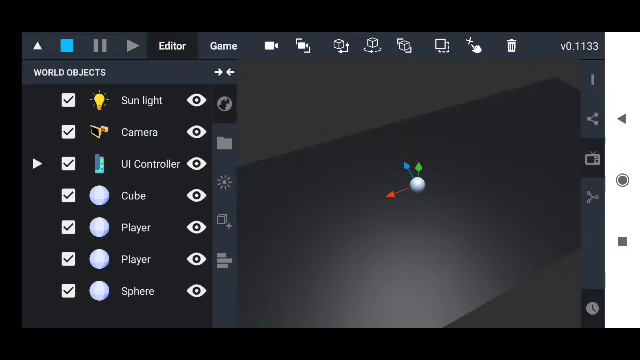 Editor Game v0.1133
WORLD OBJECTS
Sun light
Camera
UI Controller
Cube
Player
Player
Sphere